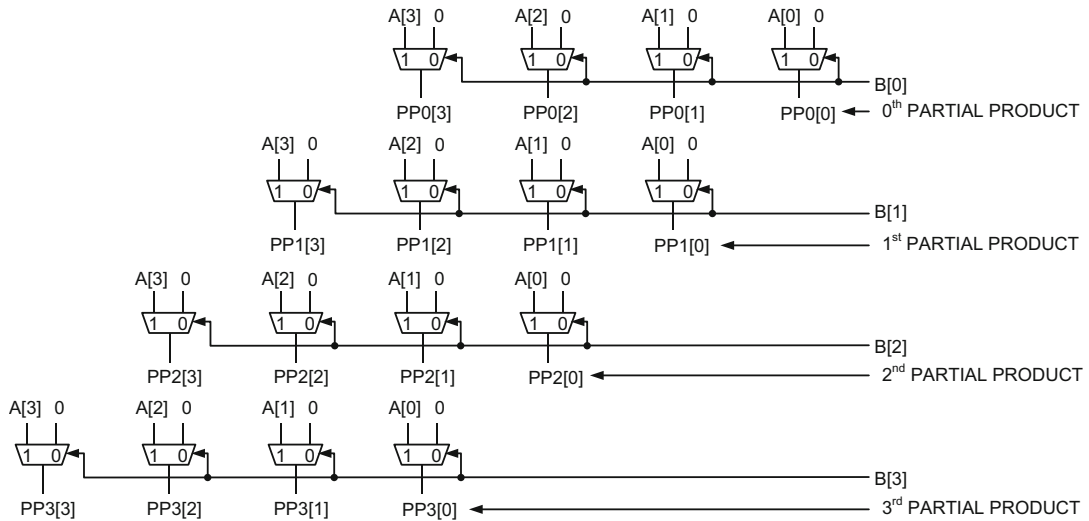 A[3] 0 A[2] 0 A[1] 0 A[0] 0
1 0 1 0 1 0 1 0
B[0]
PP0[3] PP0[2] PP0[1] PP0[0] 0th PARTIAL PRODUCT
A[3] 0 A[2] 0 A[1] 0 A[0] 0
1 0 1 0 1 0 1 0
B[1]
PP1[3] PP1[2] PP1[1] PP1[0] 1st PARTIAL PRODUCT
A[3] 0 A[2] 0 A[1] 0 A[0] 0
1 0 1 0 1 0 1 0
B[2]
PP2[3] PP2[2] PP2[1] PP2[0] 2nd PARTIAL PRODUCT
A[3] 0 A[2] 0 A[1] 0 A[0] 0
1 0 1 0 1 0 1 0
B[3]
PP3[3] PP3[2] PP3[1] PP3[0] 3rd PARTIAL PRODUCT